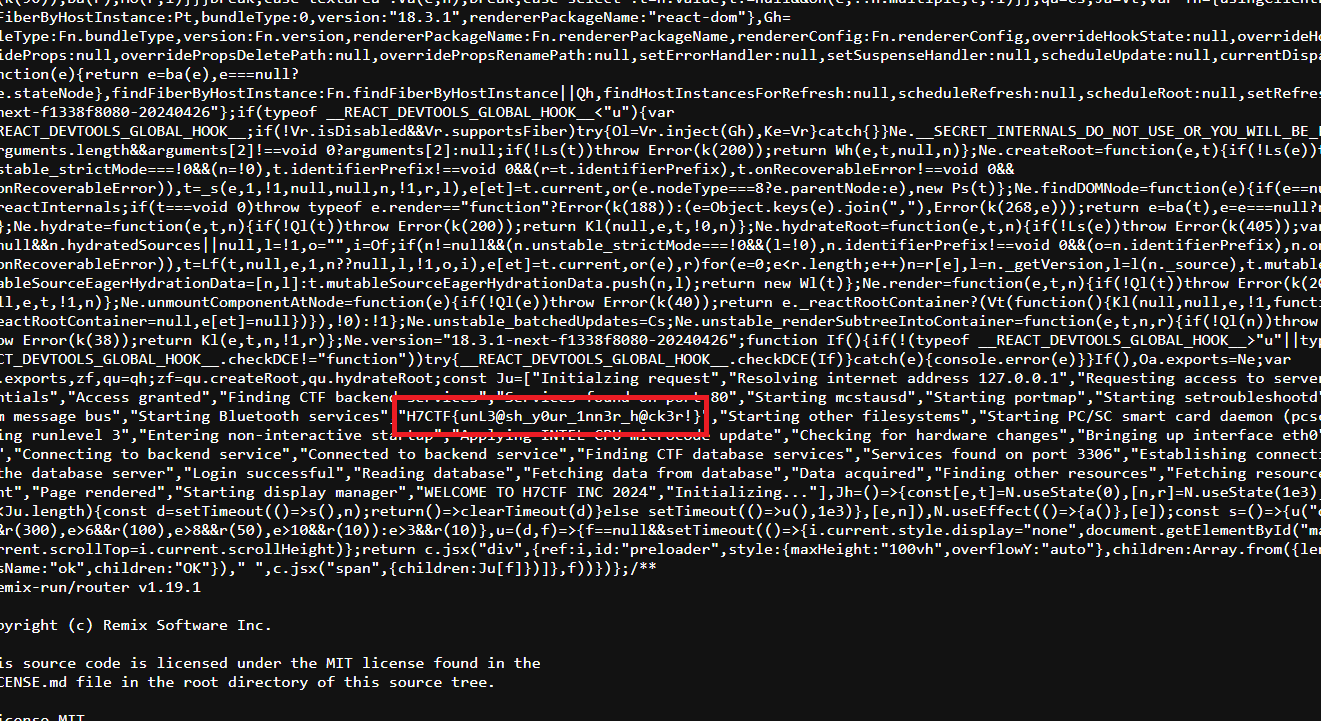 FiberByHostInstance:Pt,bundleType:0,version:"18.3.1",rendererPackageName:"react-dom"},Gh=
leType:Fn.bundleType,version:Fn.version,rendererPackageName:Fn.rendererPackageName,rendererConfig:Fn.rendererConfig,overrideHookState:null,overrideHo
ideProps:null,overridePropsDeletePath:null,overridePropsRenamePath:null,setErrorHandler:null,setSuspenseHandler:null,scheduleUpdate:null,currentDispa
nction(e){return e=ba(e),e===null?
e.stateNode},findFiberByHostInstance:Fn.findFiberByHostInstance||Qh,findHostInstancesForRefresh:null,scheduleRefresh:null,scheduleRoot:null,setRefres
next-f1338f8080-20240426"};if(typeof __REACT_DEVTOOLS_GLOBAL_HOOK__<"u"){var
REACT_DEVTOOLS_GLOBAL_HOOK__;if(!Vr.isDisabled&&Vr.supportsFiber)try{Ol=Vr.inject(Gh),Ke=Vr}catch{}}Ne.__SECRET_INTERNALS_DO_NOT_USE_OR_YOU_WILL_BE_F
rguments.length&&arguments[2]!==void 0?arguments[2]:null;if(!Ls(t))throw Error(k(200));return Wh(e,t,null,n)};Ne.createRoot=function(e,t){if(!Ls(e))t
stable_strictMode===!0&&(n=!0),t.identifierPrefix!==void 0&&(r=t.identifierPrefix),t.onRecoverableError!==void 0&&
onRecoverableError)),t=_s(e,1,!1,null,null,n,!1,r,l),e[et]=t.current,or(e.nodeType===8?e.parentNode:e),new Ps(t)};Ne.findDOMNode=function(e){if(e==nu
reactInternals;if(t===void 0)throw typeof e.render=="function"?Error(k(188)):(e=Object.keys(e).join(","),Error(k(268,e)));return e=ba(t),e=e===null?n
};Ne.hydrate=function(e,t,n){if(!Ql(t))throw Error(k(200));return Kl(null,e,t,!0,n)};Ne.hydrateRoot=function(e,t,n){if(!Ls(e))throw Error(k(405));var
null&&n.hydratedSources||null,l=!1,o="",i=Of;if(n!=null&&(n.unstable_strictMode===!0&&(l=!0),n.identifierPrefix!==void 0&&(o=n.identifierPrefix),n.on
onRecoverableError)),t=Lf(t,null,e,1,n??null,l,!1,o,i),e[et]=t.current,or(e),r)for(e=0;e<r.length;e++)n=r[e],l=n._getVersion,l=l(n._source),t.mutabl
ableSourceEagerHydrationData=[n,l]:t.mutableSourceEagerHydrationData.push(n,l);return new Wl(t)};Ne.render=function(e,t,n){if(!Ql(t))throw Error(k(20
ll,e,t,!1,n)};Ne.unmountComponentAtNode=function(e){if(!Ql(e))throw Error(k(40));return e._reactRootContainer?(Vt(function(){Kl(null,null,e,!1,functi
reactRootContainer=null,e[et]=null})}),!0):!1};Ne.unstable_batchedUpdates=Cs;Ne.unstable_renderSubtreeIntoContainer=function(e,t,n,r){if(!Ql(n))throw
ow Error(k(38));return Kl(e,t,n,!1,r)};Ne.version="18.3.1-next-f1338f8080-20240426";function If(){if(!(typeof __REACT_DEVTOOLS_GLOBAL_HOOK__>"u"||typ
CT_DEVTOOLS_GLOBAL_HOOK__.checkDCE!="function"))try{__REACT_DEVTOOLS_GLOBAL_HOOK__.checkDCE(If)}catch(e){console.error(e)}}If(),Oa.exports=Ne;var
.exports,zf,qu=qh;zf=qu.createRoot,qu.hydrateRoot;const Ju=["Initialzing request","Resolving internet address 127.0.0.1","Requesting access to server
entials","Access granted","Finding CTF backend services","Services found on port 80","Starting mcstausd","Starting portmap","Starting setroubleshootd"
m message bus","Starting Bluetooth services","H7CTF{unL3@sh_y0ur_1nn3r_h@ck3r!}","Starting other filesystems","Starting PC/SC smart card daemon (pcsc
ing runlevel 3","Entering non-interactive startup","Applying INTEL CPU microcode update","Checking for hardware changes","Bringing up interface eth0"
","Connecting to backend service","Connected to backend service","Finding CTF database services","Services found on port 3306","Establishing connecti
the database server","Login successful","Reading database","Fetching data from database","Data acquired","Finding other resources","Fetching resource
nt","Page rendered","Starting display manager","WELCOME TO H7CTF INC 2024","Initializing..."],Jh=()=>{const[e,t]=N.useState(0),[n,r]=N.useState(1e3)
<Ju.length){const d=setTimeout(()=>s(),n);return()=>clearTimeout(d)}else setTimeout(()=>u(),1e3)},[e,n]),N.useEffect(()=>{a()},[e]);const s=()=>{u("c
&&r(300),e>6&&r(100),e>8&&r(50),e>10&&r(10)):e>3&&r(10)},u=(d,f)=>{f==null&&setTimeout(()=>{i.current.style.display="none",document.getElementById("ma
rrent.scrollTop=i.current.scrollHeight)};return c.jsx("div",{ref:i,id:"preloader",style:{maxHeight:"100vh",overflowY:"auto"},children:Array.from({len
sName:"ok",children:"OK"})," ",c.jsx("span",{children:Ju[f]})]},f))})};/**
emix-run/router v1.19.1
pyright (c) Remix Software Inc.
is source code is licensed under the MIT license found in the
CENSE.md file in the root directory of this source tree.
icense MIT